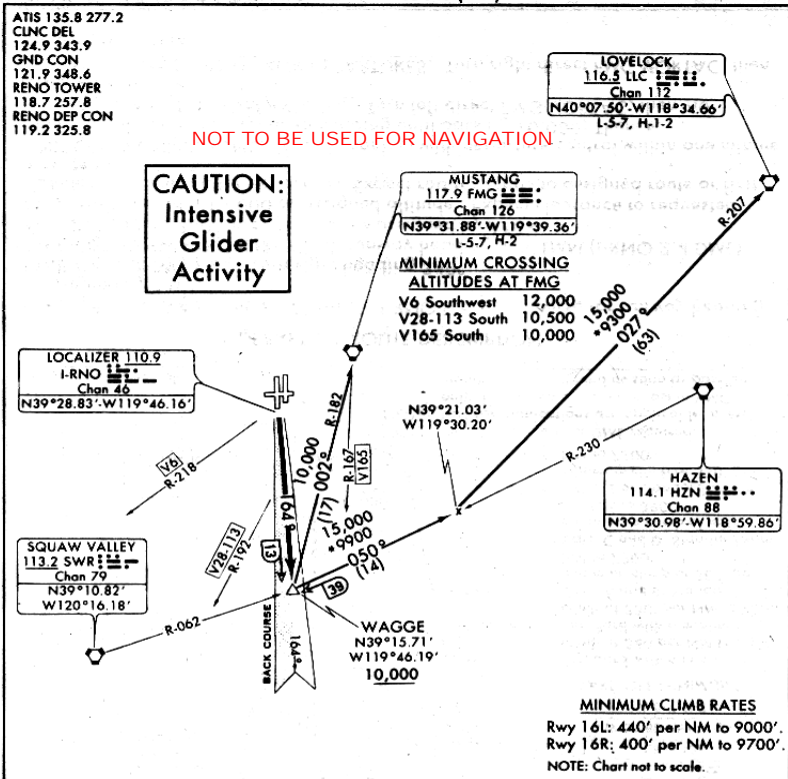 ATIS 135.8 277.2
CLNC DEL
124.9 343.9
GND CON
121.9 348.6
RENO TOWER
118.7 257.8
RENO DEP CON
119.2 325.8
NOT TO BE USED FOR NAVIGATION
CAUTION:
Intensive
Glider
Activity
LOVELOCK
116.5 LLC
Chan 112
N40°07.50'-W118°34.66'
L-5-7, H-1-2
MUSTANG
117.9 FMG
Chan 126
N39°31.88'-W119°39.36'
L-5-7, H-2
MINIMUM CROSSING
ALTITUDES AT FMG
V6 Southwest 12,000
V28-113 South 10,500
V165 South 10,000
R-207
15,000
*9300
027°
(63)
LOCALIZER 110.9
I-RNO
Chan 46
N39°28.83'-W119°46.16'
V6
R-218
V28-113
R-192
R-182
10,000
002°
(17)
R-167
V165
164°
13
N39°21.03'
W119°30.20'
R-230
HAZEN
114.1 HZN
Chan 88
N39°30.98'-W118°59.86'
15,000
*9900
050°
(14)
39
SQUAW VALLEY
113.2 SWR
Chan 79
N39°10.82'
W120°16.18'
R-062
BACK COURSE
164°
WAGGE
N39°15.71'
W119°46.19'
10,000
MINIMUM CLIMB RATES
Rwy 16L: 440' per NM to 9000'.
Rwy 16R: 400' per NM to 9700'.
NOTE: Chart not to scale.